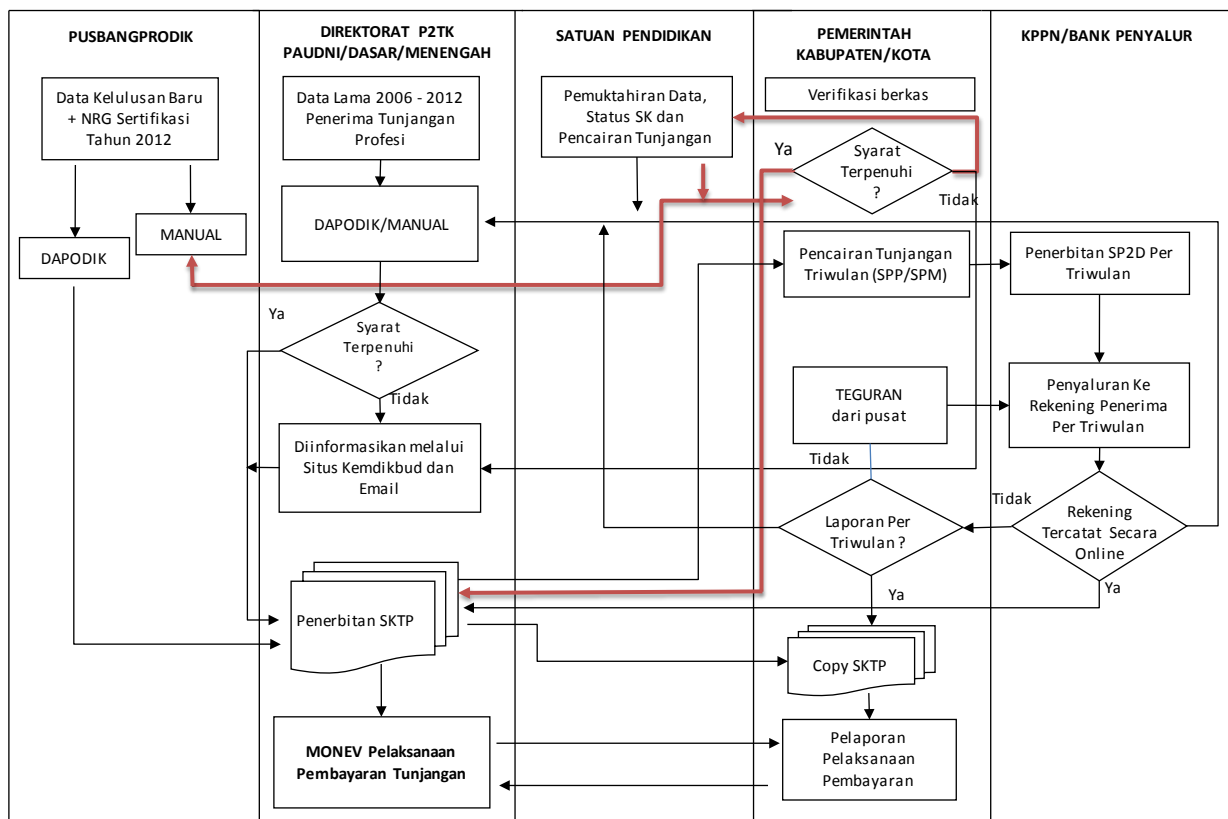 PUSBANGPRODIK
DIREKTORAT P2TK
PAUDNI/DASAR/MENENGAH
SATUAN PENDIDIKAN
PEMERINTAH
KABUPATEN/KOTA
KPPN/BANK PENYALUR
Data Kelulusan Baru
+ NRG Sertifikasi
Tahun 2012
MANUAL
DAPODIK
Data Lama 2006 - 2012
Penerima Tunjangan
Profesi
DAPODIK/MANUAL
Ya
Syarat
Terpenuhi
?
Tidak
Diinformasikan melalui
Situs Kemdikbud dan
Email
Penerbitan SKTP
MONEV Pelaksanaan
Pembayaran Tunjangan
Pemuktahiran Data,
Status SK dan
Pencairan Tunjangan
Verifikasi berkas
Ya
Syarat
Terpenuhi
?
Tidak
Pencairan Tunjangan
Triwulan (SPP/SPM)
TEGURAN
dari pusat
Tidak
Laporan Per
Triwulan ?
Ya
Copy SKTP
Pelaporan
Pelaksanaan
Pembayaran
Penerbitan SP2D Per
Triwulan
Penyaluran Ke
Rekening Penerima
Per Triwulan
Tidak
Rekening
Tercatat Secara
Online
Ya